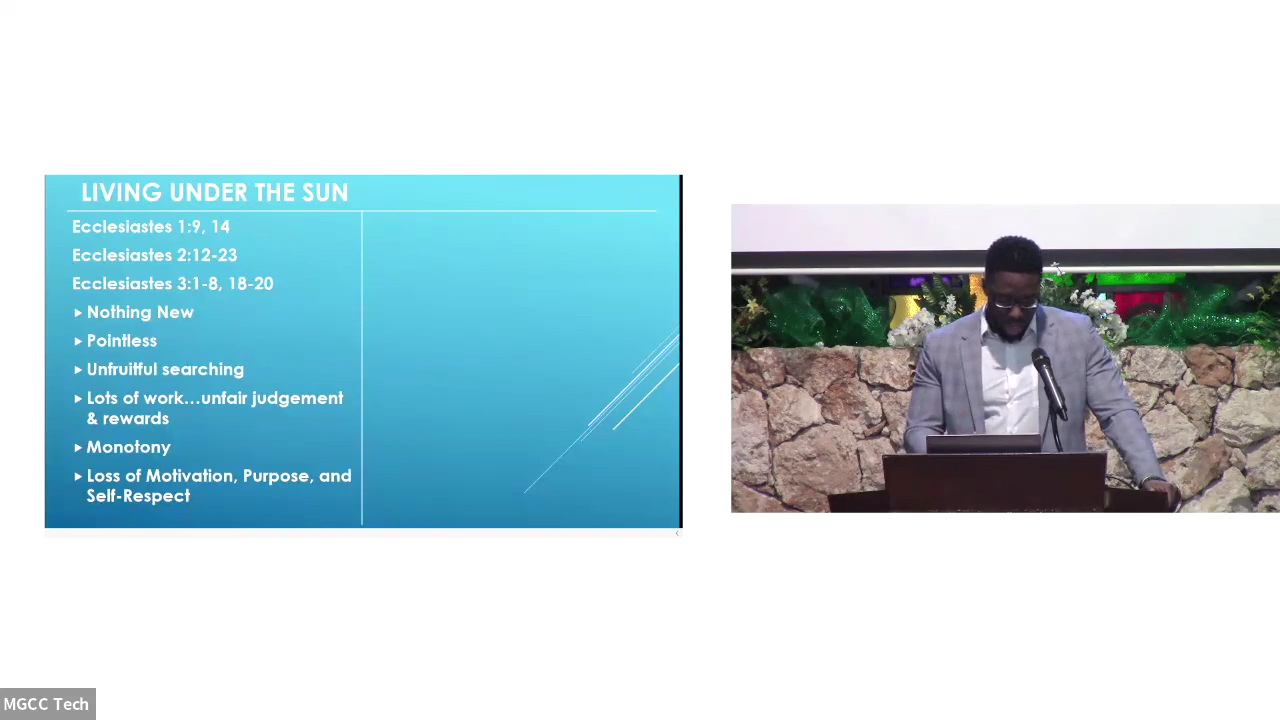 LIVING UNDER THE SUN
Ecclesiastes 1:9, 14
Ecclesiastes 2:12-23
Ecclesiastes 3:1-8, 18-20
Nothing New
Pointless
Unfruitful searching
Lots of work...unfair judgement
& rewards
Monotony
Loss of Motivation, Purpose, and
Self-Respect
MGCC Tech